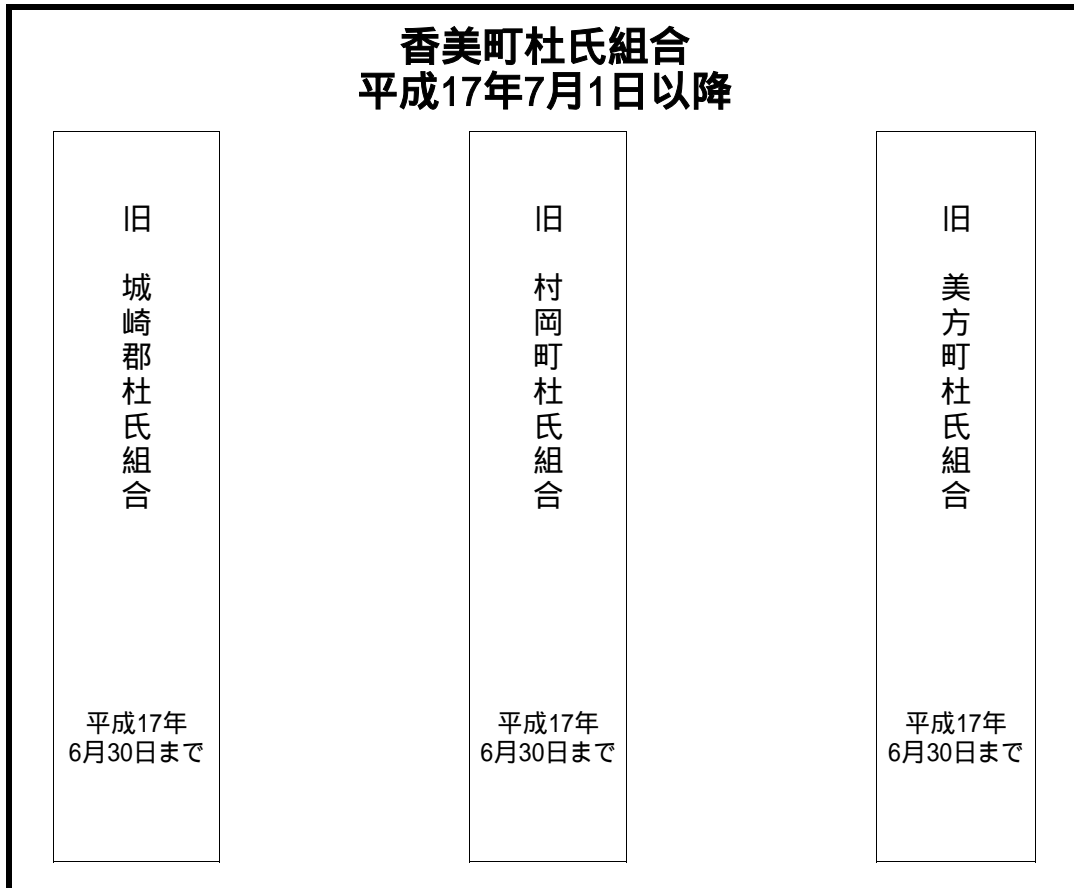 香美町杜氏組合
平成17年7月1日以降
旧 城崎郡杜氏組合
平成17年
6月30日まで
旧 村岡町杜氏組合
平成17年
6月30日まで
旧 美方町杜氏組合
平成17年
6月30日まで